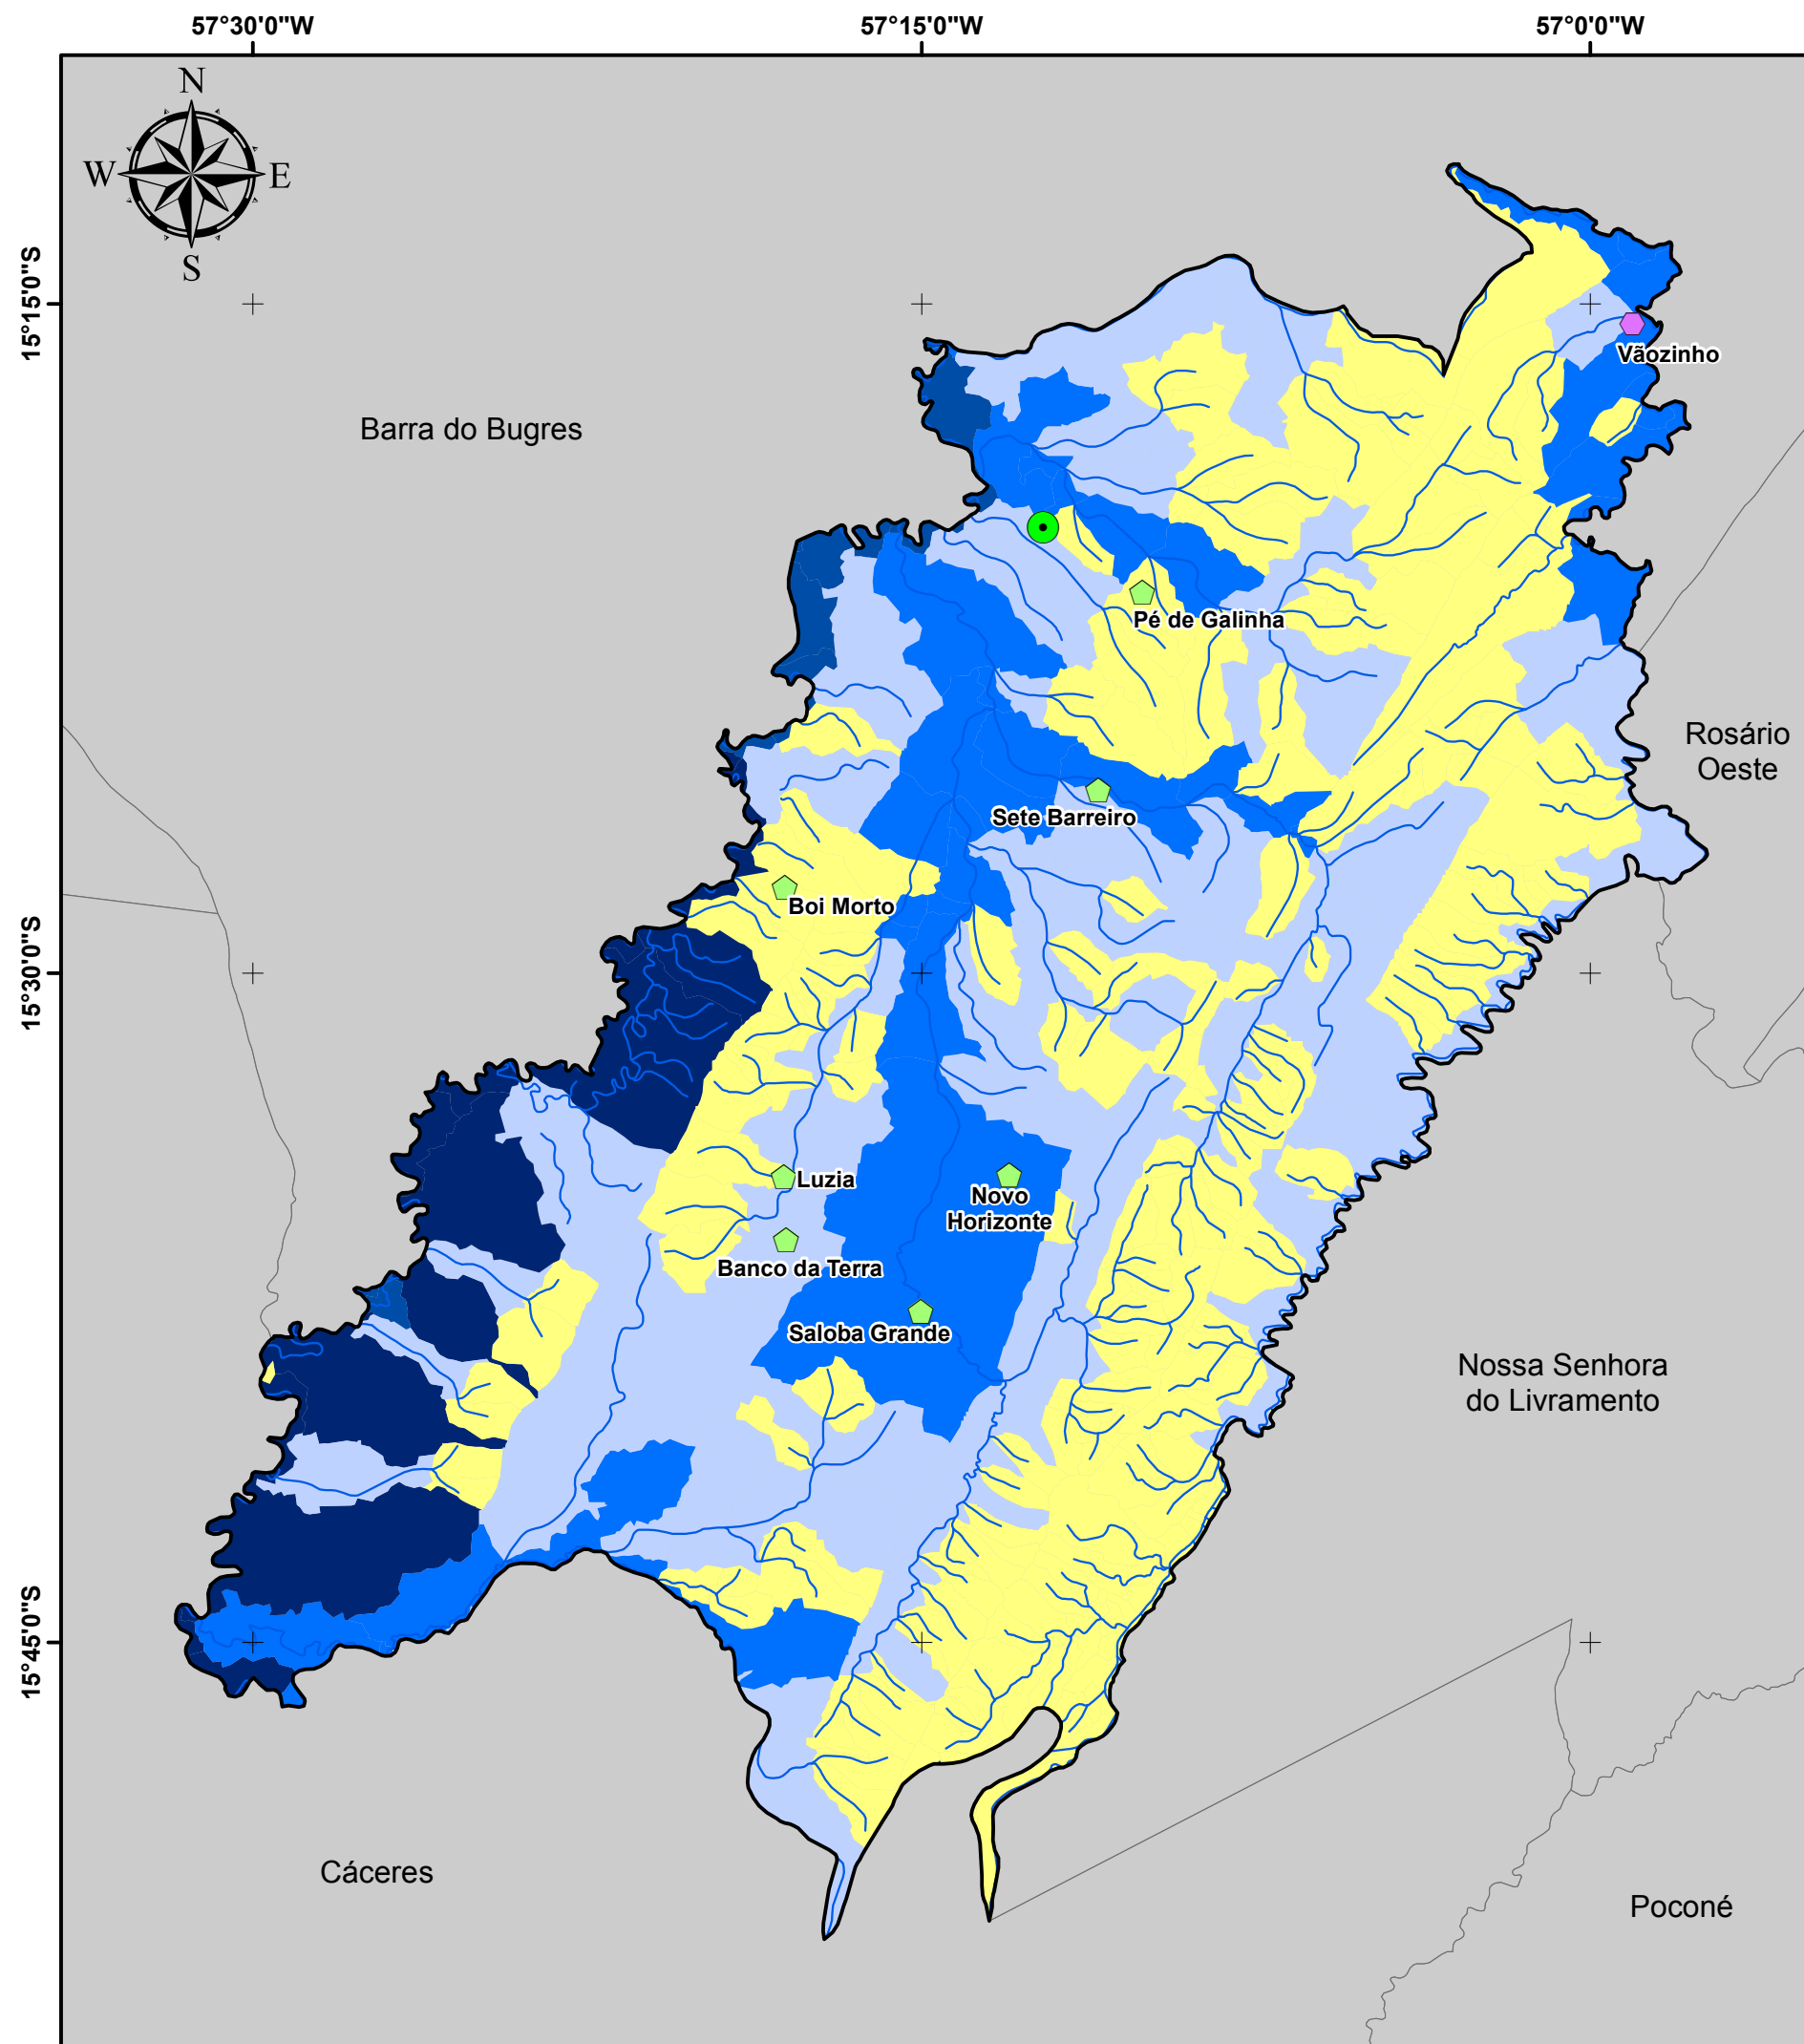 57°30'0"W
57°15'0"W
57°0'0"W
N
W
E
S
15°15'0"S
15°30'0"S
15°45'0"S
Vãozinho
Barra do Bugres
Pé de Galinha
Rosário
Oeste
Sete Barreiro
Boi Morto
Luzia
Novo
Horizonte
Banco da Terra
Saloba Grande
Nossa Senhora
do Livramento
Cáceres
Poconé